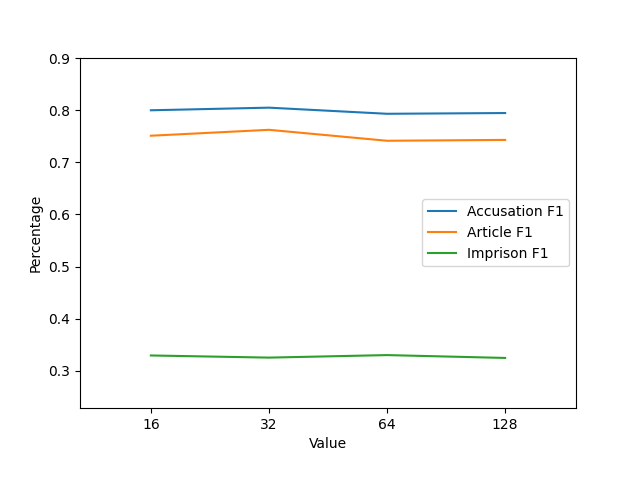 0.9
0.8
0.7
0.6
0.5
0.4
0.3
Percentage
Accusation F1
Article F1
Imprison F1
16 32 64 128
Value